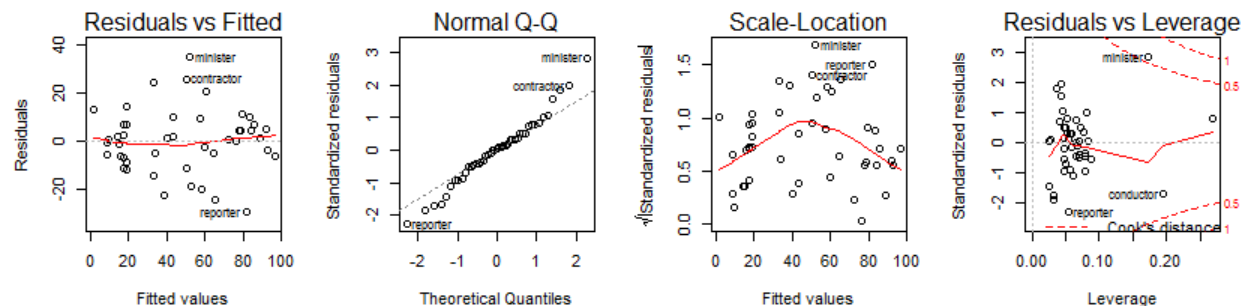 Residuals vs Fitted
Residuals
40
20
0
-20
minister
contractor
reporter
0 20 40 60 80 100
Fitted values
Normal Q-Q
Standardized residuals
3
2
1
0
-1
-2
minister
contractor
reporter
-2 -1 0 1 2
Theoretical Quantiles
Scale-Location
√|Standardized residuals|
1.5
1.0
0.5
0.0
minister
reporter
contractor
0 20 40 60 80 100
Fitted values
Residuals vs Leverage
Standardized residuals
3
2
1
0
-1
-2
minister
conductor
reporter
1
0.5
0.5
1
Cook's distance
0.00 0.10 0.20
Leverage